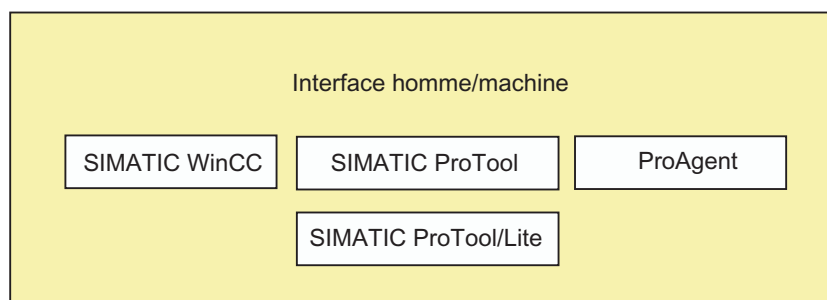 Interface homme/machine
SIMATIC WinCC
SIMATIC ProTool
ProAgent
SIMATIC ProTool/Lite